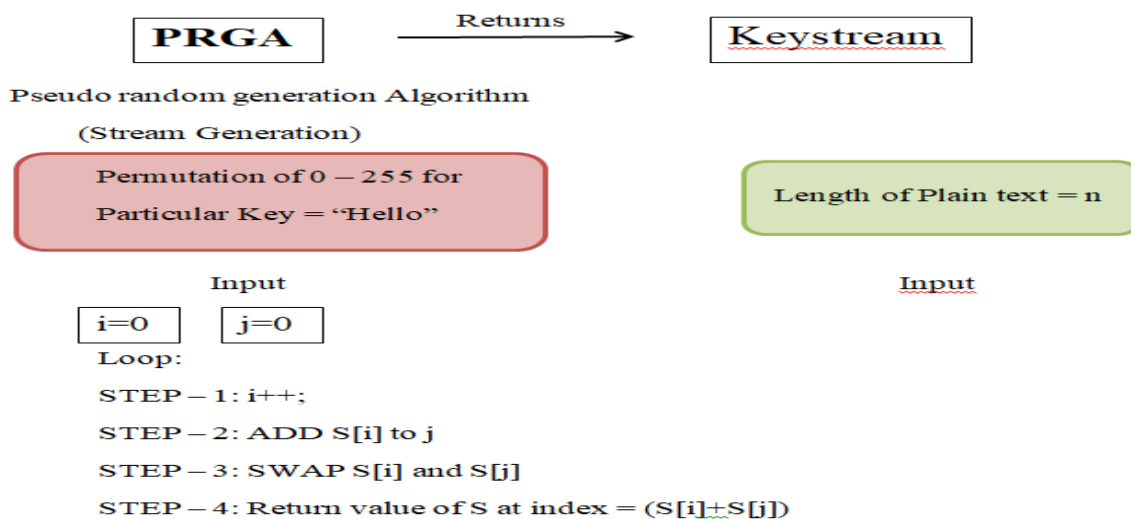 PRGA
Returns
Keystream
Pseudo random generation Algorithm
(Stream Generation)
Permutation of 0 – 255 for
Particular Key = “Hello”
Length of Plain text = n
Input
Input
i=0
j=0
Loop:
STEP – 1: i++;
STEP – 2: ADD S[i] to j
STEP – 3: SWAP S[i] and S[j]
STEP – 4: Return value of S at index = (S[i]+S[j])